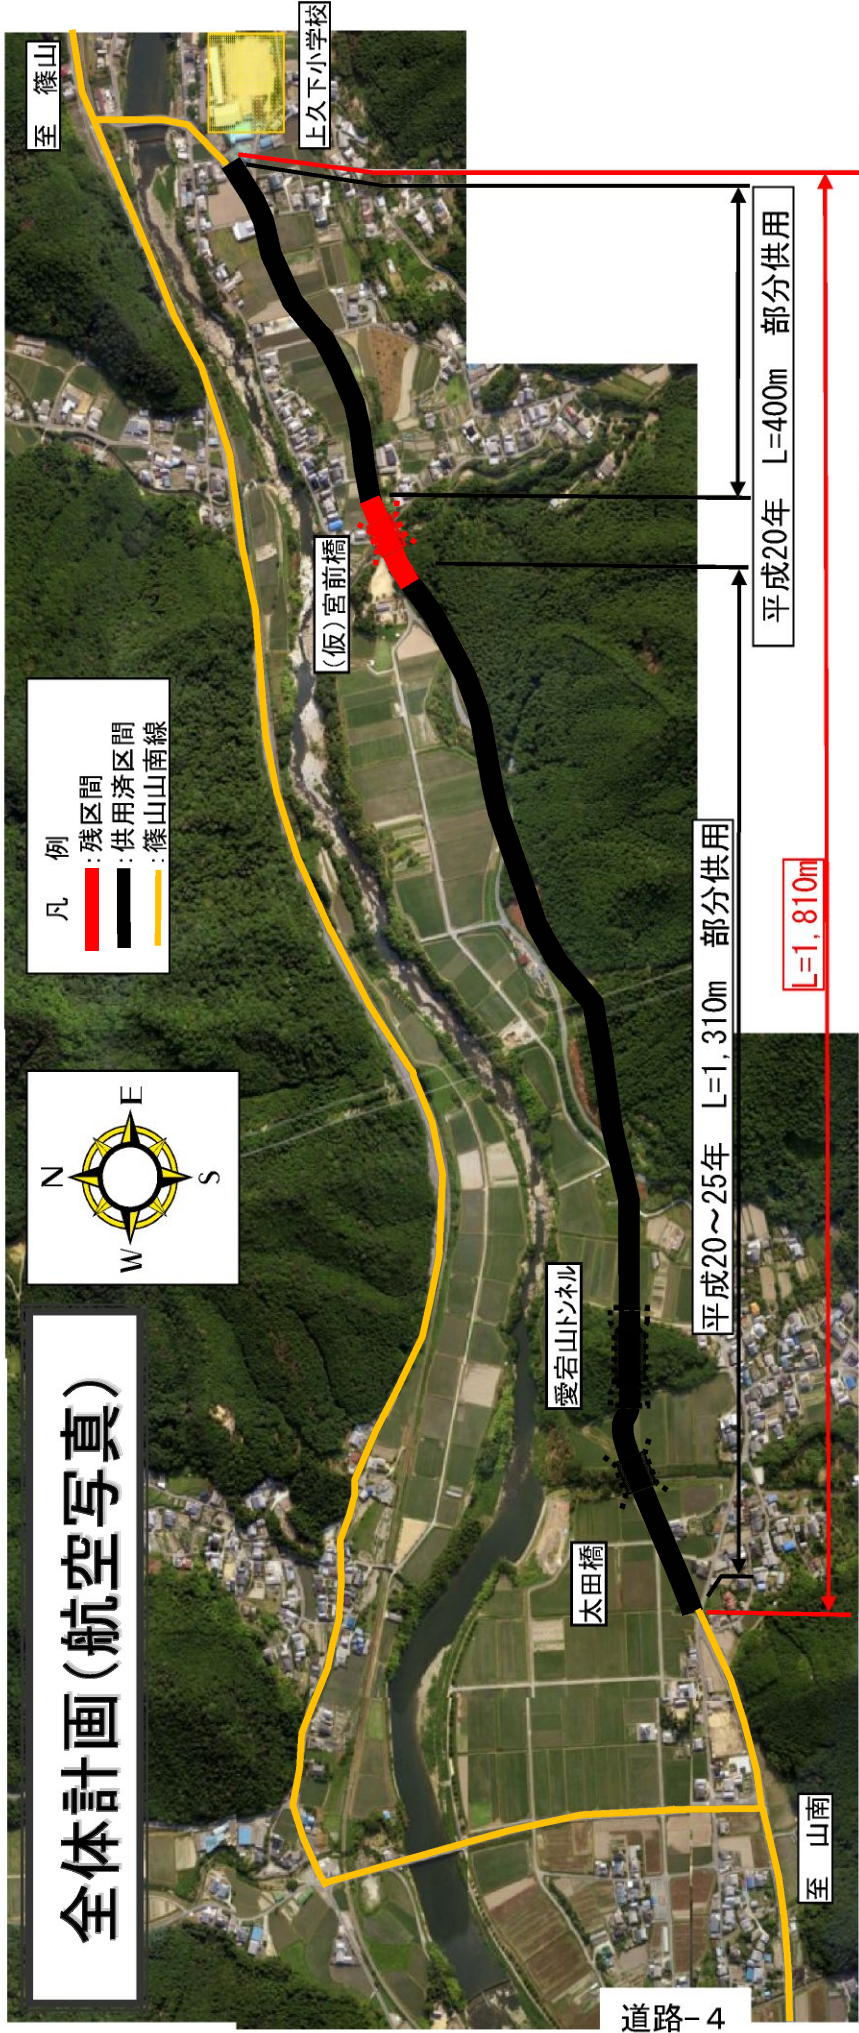 全体計画(航空写真)
N
W
E
S
凡 例
:残区間
:供用済区間
:篠山山南線
至 篠山
上久下小学校
(仮)宮前橋
愛宕山トンネル
太田橋
至 山南
平成20年 L=400m 部分供用
平成20～25年 L=1,310m 部分供用
L=1,810m
道路-4